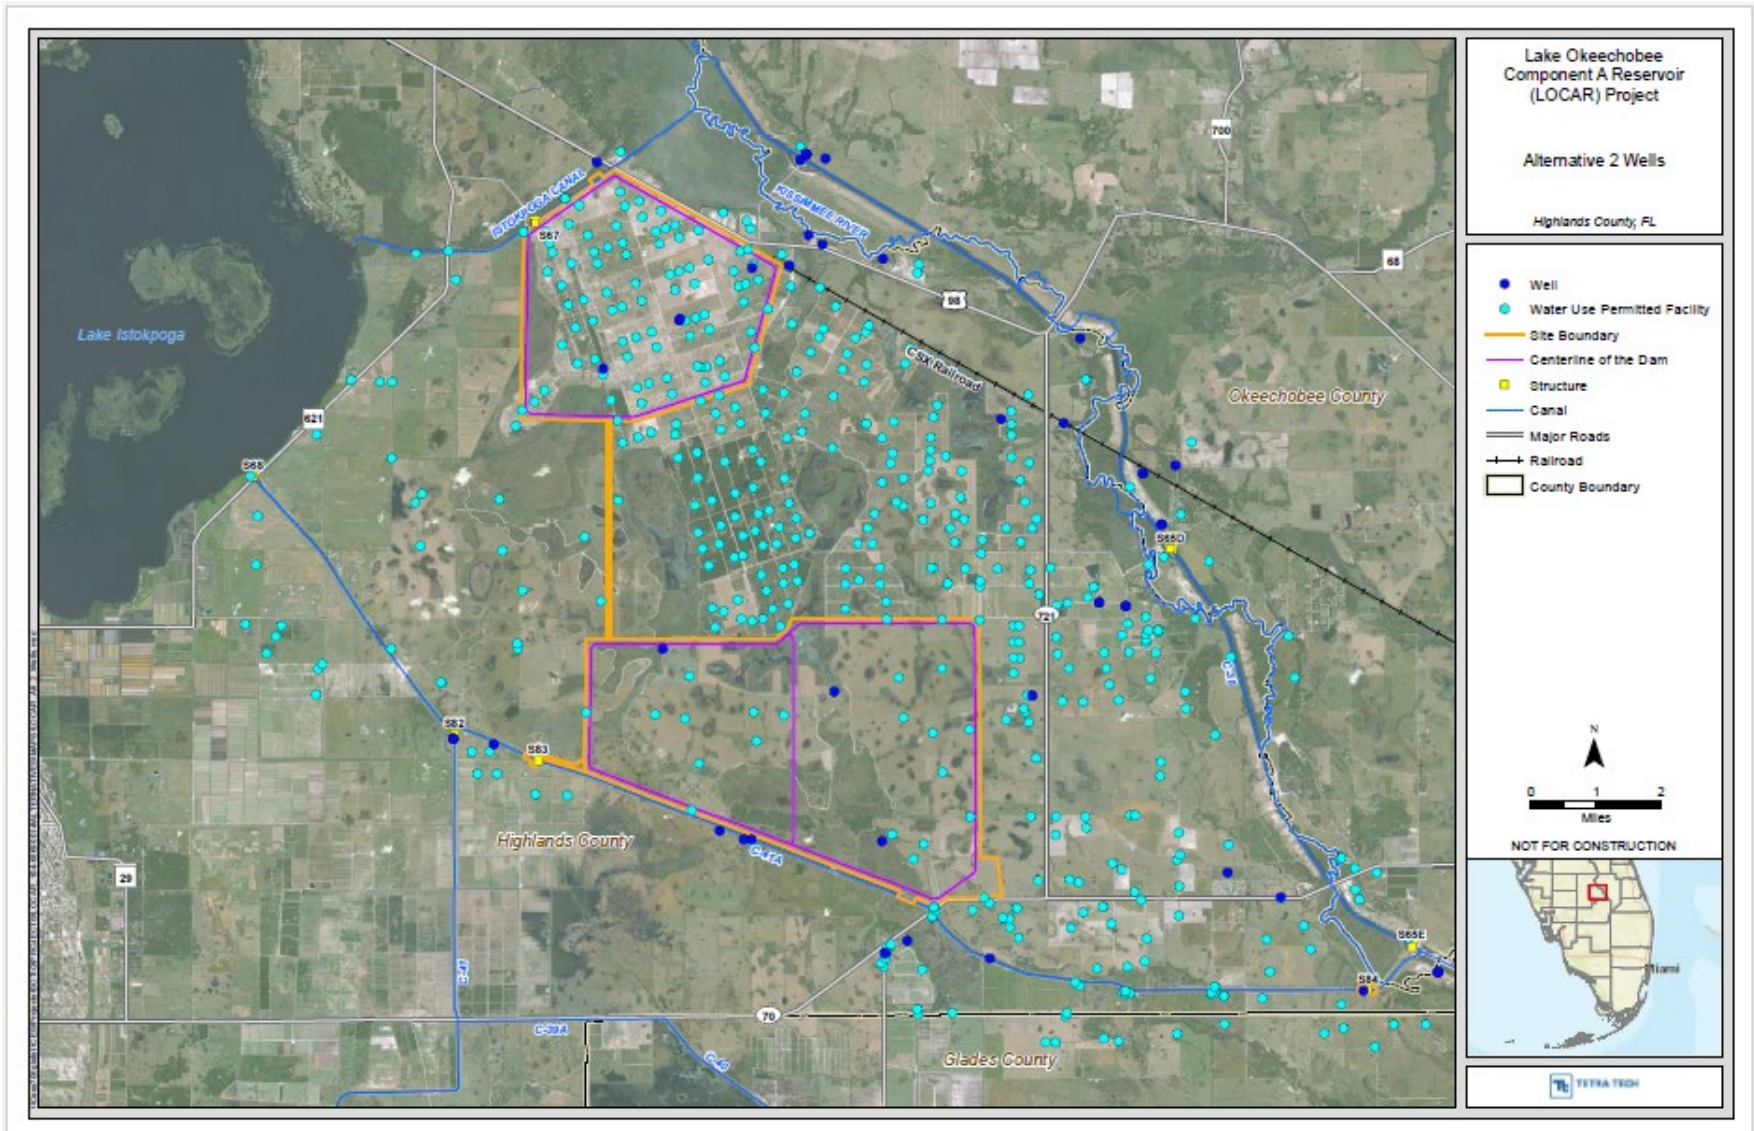 Lake Okeechobee
Component A Reservoir
(LOCAR) Project
Alternative 2 Wells
Highlands County, FL
Well
Water Use Permitted Facility
Site Boundary
Centerline of the Dam
Structure
Canal
Major Roads
Railroad
County Boundary
N
0 1 2
Miles
NOT FOR CONSTRUCTION
Miami
TETRA TECH
700
ISTOKPOGA CANAL
KISSIMMEE RIVER
S67
68
98
Lake Istokpoga
CSX Railroad
Okeechobee County
621
S68
S65D
721
C-38
S82
S83
Highlands County
C-41A
29
S65E
S84
70
C-39A
C-40
Glades County